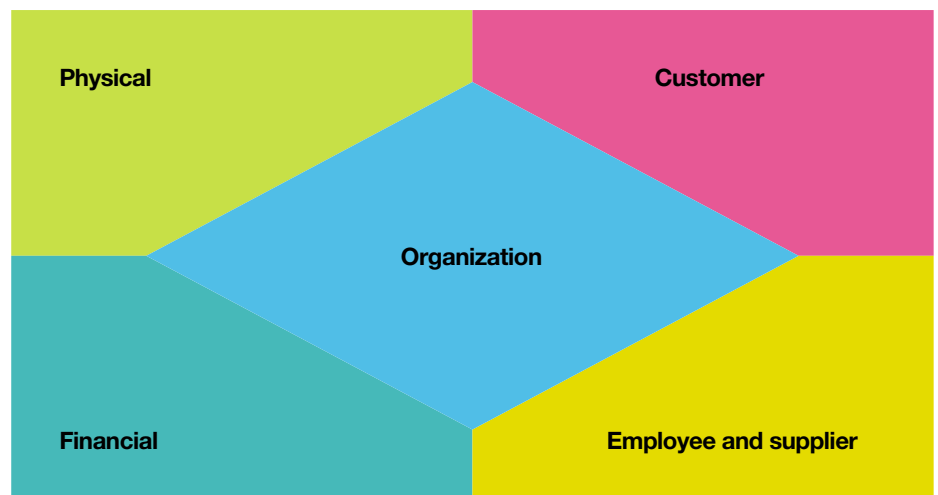 Physical
Customer
Organization
Financial
Employee and supplier